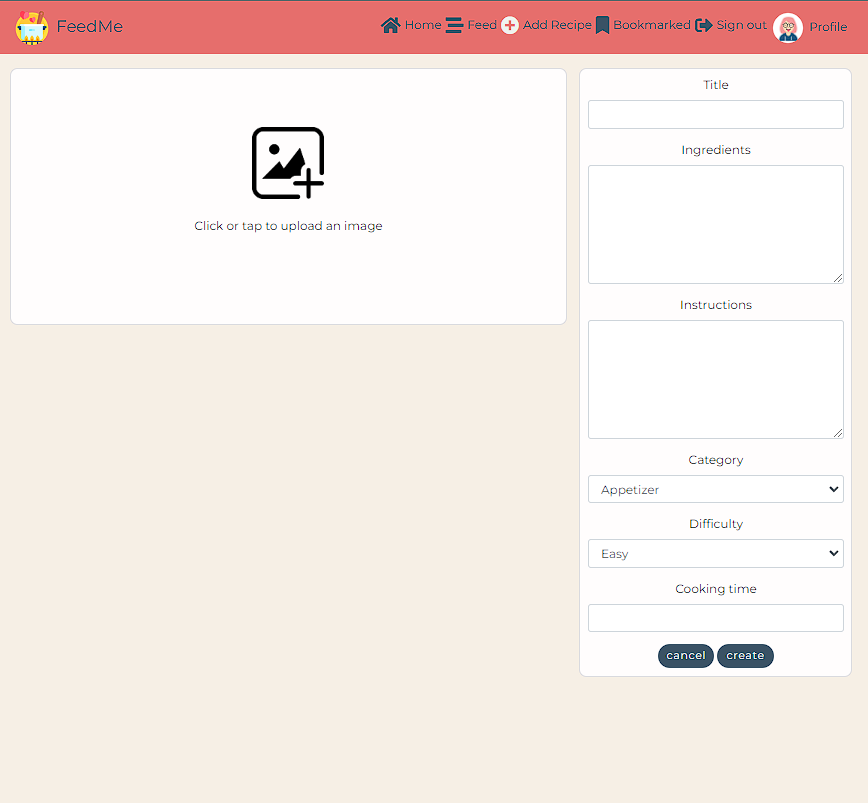 FeedMe Home Feed Add Recipe Bookmarked Sign out Profile
Click or tap to upload an image
Title
Ingredients
Instructions
Category
Appetizer
Difficulty
Easy
Cooking time
cancel create